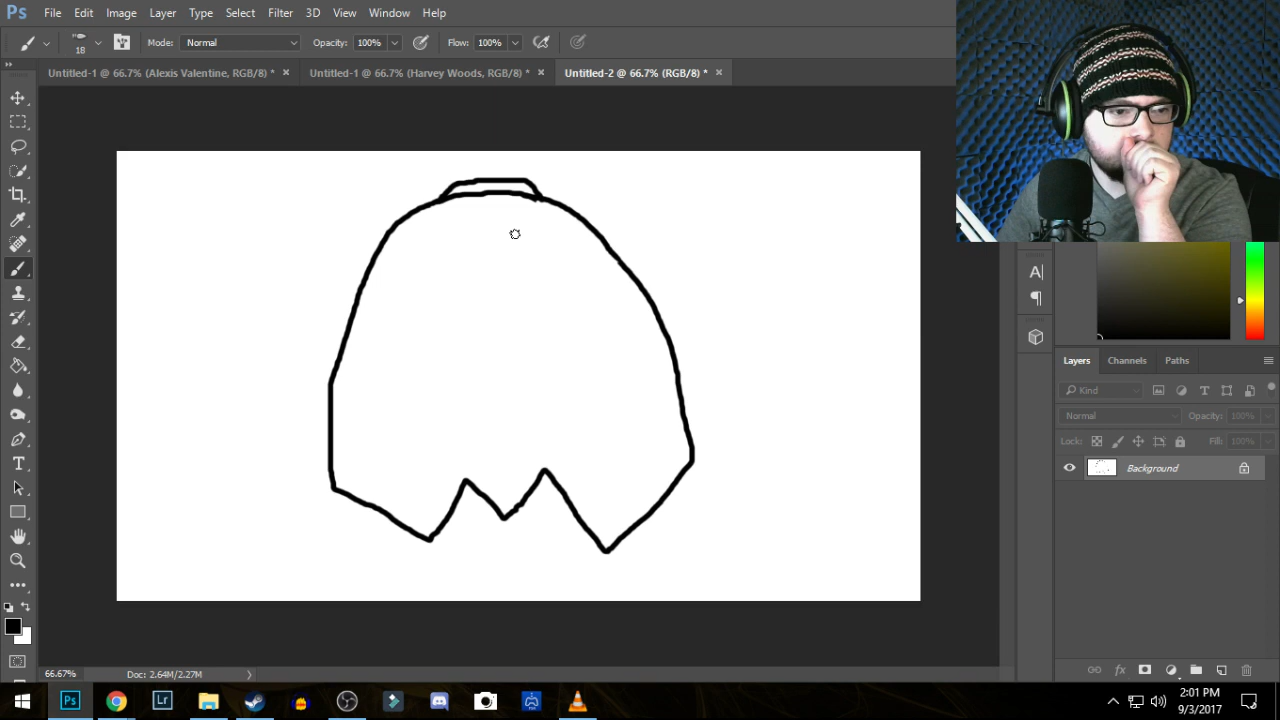 Ps File Edit Image Layer Type Select Filter 3D View Window Help
18 Mode: Normal Opacity: 100% Flow: 100%
Untitled-1 @ 66.7% (Alexis Valentine, RGB/8) * × Untitled-1 @ 66.7% (Harvey Woods, RGB/8) * × Untitled-2 @ 66.7% (RGB/8) * ×
Layers Channels Paths
Kind
Normal Opacity: 100%
Lock: Fill: 100%
Background
66.67% Doc: 2.64M/2.27M
Ps Lr
2:01 PM
9/3/2017